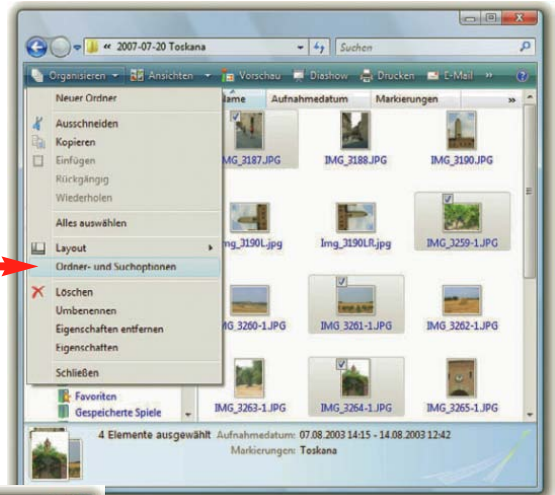 « 2007-07-20 Toskana
Suchen
Organisieren Ansichten Vorschau Diashow Drucken E-Mail »
Neuer Ordner
Ausschneiden
Kopieren
Einfügen
Rückgängig
Wiederholen
Alles auswählen
Layout
Ordner- und Suchoptionen
Löschen
Umbenennen
Eigenschaften entfernen
Eigenschaften
Schließen
Favoriten
Gespeicherte Spiele
Name Aufnahmedatum Markierungen »
IMG_3187.JPG IMG_3188.JPG IMG_3190.JPG
Img_3190L.jpg Img_3190LR.jpg IMG_3259-1.JPG
IMG_3260-1.JPG IMG_3261-1.JPG IMG_3262-1.JPG
IMG_3263-1.JPG IMG_3264-1.JPG IMG_3265-1.JPG
4 Elemente ausgewählt Aufnahmedatum: 07.08.2003 14:15 - 14.08.2003 12:42
Markierungen: Toskana